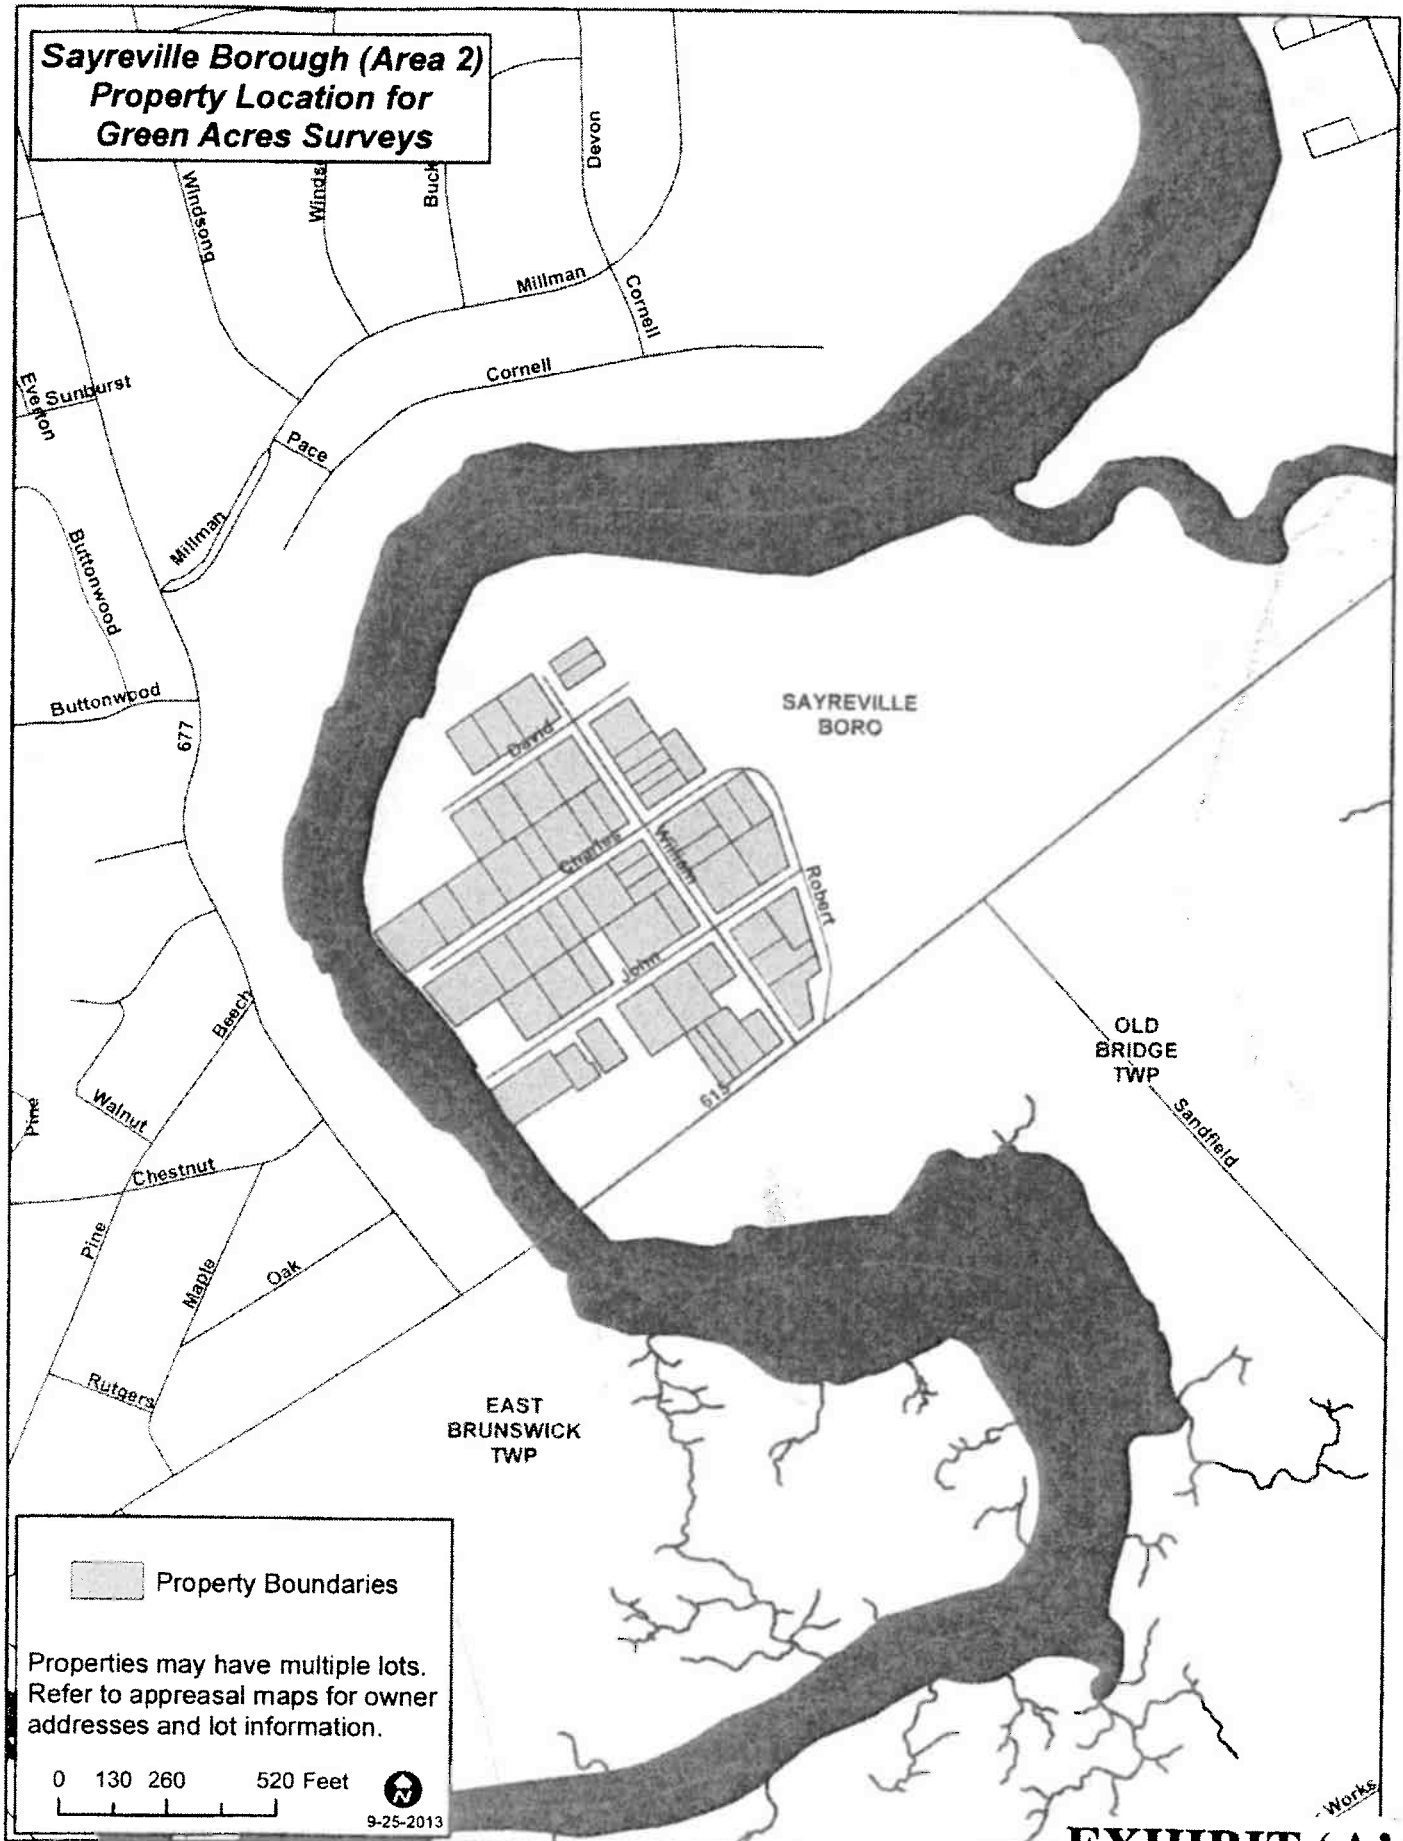 Sayreville Borough (Area 2)
Property Location for
Green Acres Surveys
Windsong
Devon
Millman
Cornell
Cornell
Everton
Sunburst
Pace
Millman
Buttonwood
Buttonwood
677
David
SAYREVILLE
BORO
Charles
William
Robert
John
615
Beech
Walnut
Pine
Chestnut
Pine
Maple
Oak
Rutgers
OLD
BRIDGE
TWP
Sandfield
EAST
BRUNSWICK
TWP
Property Boundaries
Properties may have multiple lots.
Refer to appreasal maps for owner
addresses and lot information.
0 130 260 520 Feet
N
9-25-2013
Works